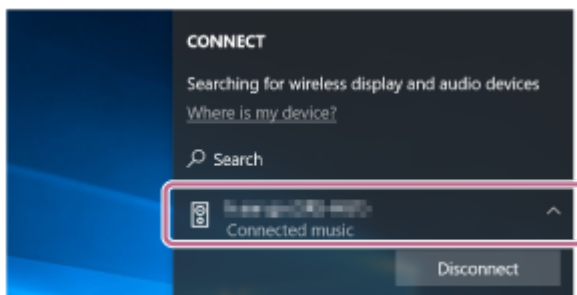 CONNECT
Searching for wireless display and audio devices
Where is my device?
Search
Connected music
Disconnect